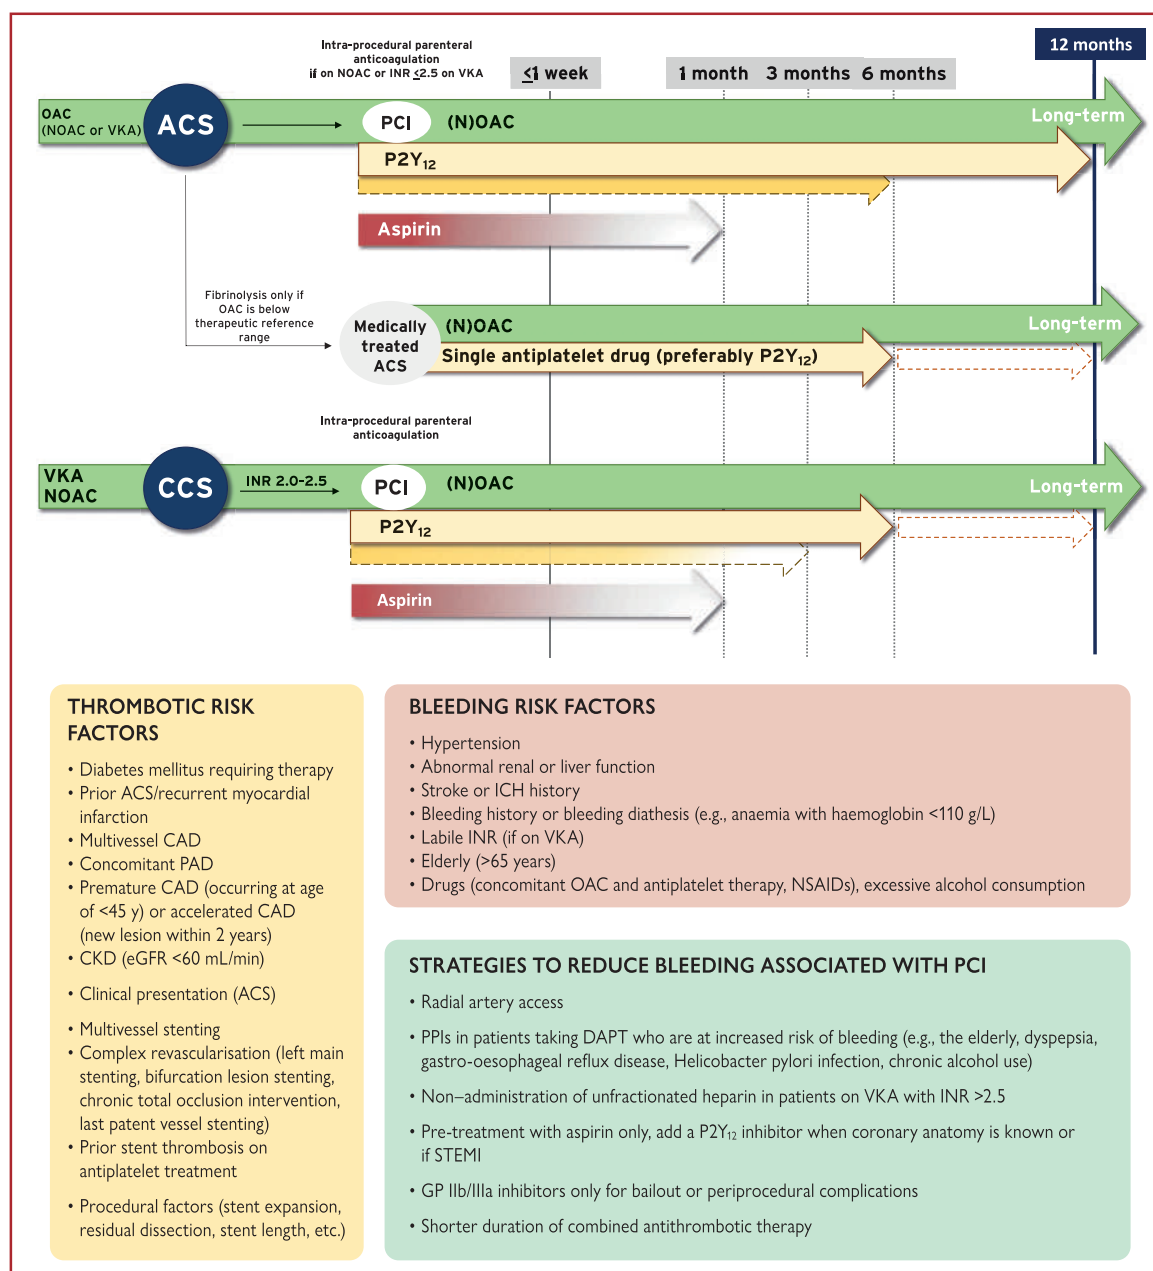 Intra-procedural parenteral
anticoagulation
if on NOAC or INR ≤2.5 on VKA
≤1 week
1 month
3 months
6 months
12 months
OAC
(NOAC or VKA)
ACS
PCI
(N)OAC
Long-term
P2Y12
Aspirin
Fibrinolysis only if
OAC is below
therapeutic reference
range
Medically
treated
ACS
(N)OAC
Long-term
Single antiplatelet drug (preferably P2Y12)
Intra-procedural parenteral
anticoagulation
VKA
NOAC
CCS
INR 2.0-2.5
PCI
(N)OAC
Long-term
P2Y12
Aspirin
THROMBOTIC RISK
FACTORS
• Diabetes mellitus requiring therapy
• Prior ACS/recurrent myocardial
infarction
• Multivessel CAD
• Concomitant PAD
• Premature CAD (occurring at age
of <45 y) or accelerated CAD
(new lesion within 2 years)
• CKD (eGFR <60 mL/min)
• Clinical presentation (ACS)
• Multivessel stenting
• Complex revascularisation (left main
stenting, bifurcation lesion stenting,
chronic total occlusion intervention,
last patent vessel stenting)
• Prior stent thrombosis on
antiplatelet treatment
• Procedural factors (stent expansion,
residual dissection, stent length, etc.)
BLEEDING RISK FACTORS
• Hypertension
• Abnormal renal or liver function
• Stroke or ICH history
• Bleeding history or bleeding diathesis (e.g., anaemia with haemoglobin <110 g/L)
• Labile INR (if on VKA)
• Elderly (>65 years)
• Drugs (concomitant OAC and antiplatelet therapy, NSAIDs), excessive alcohol consumption
STRATEGIES TO REDUCE BLEEDING ASSOCIATED WITH PCI
• Radial artery access
• PPIs in patients taking DAPT who are at increased risk of bleeding (e.g., the elderly, dyspepsia,
gastro-oesophageal reflux disease, Helicobacter pylori infection, chronic alcohol use)
• Non–administration of unfractionated heparin in patients on VKA with INR >2.5
• Pre-treatment with aspirin only, add a P2Y12 inhibitor when coronary anatomy is known or
if STEMI
• GP IIb/IIIa inhibitors only for bailout or periprocedural complications
• Shorter duration of combined antithrombotic therapy